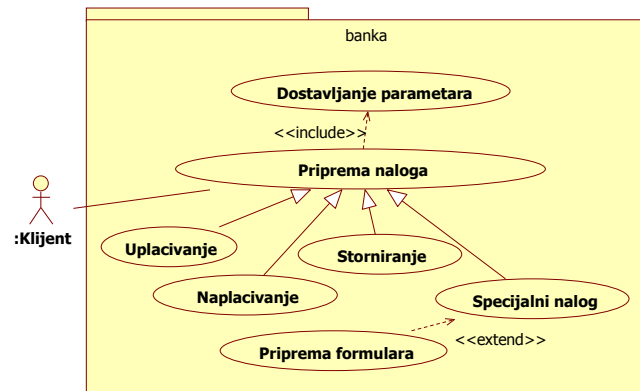 banka
Dostavljanje parametara
<<include>>
Priprema naloga
:Klijent
Uplacivanje
Storniranje
Naplacivanje
Specijalni nalog
Priprema formulara
<<extend>>